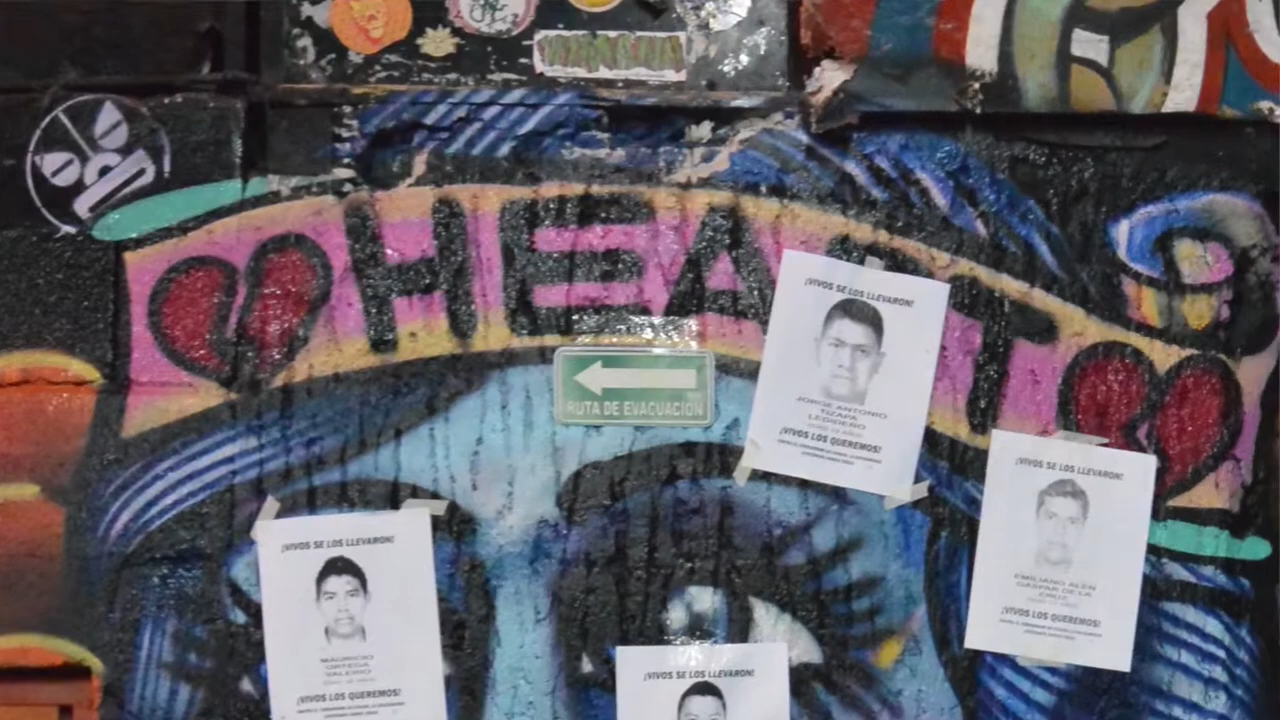 HEART
RUTA DE EVACUACIÓN
¡VIVOS SE LOS LLEVARON!
JORGE ANTONIO
TIZAPA
LEGIDEÑO
¡VIVOS LOS QUEREMOS!
¡VIVOS SE LOS LLEVARON!
EMILIANO ALEN
GASPAR DE LA
CRUZ
¡VIVOS LOS QUEREMOS!
¡VIVOS SE LOS LLEVARON!
MAURICIO
ORTEGA
VALERIO
¡VIVOS LOS QUEREMOS!
¡VIVOS SE LOS LLEVARON!